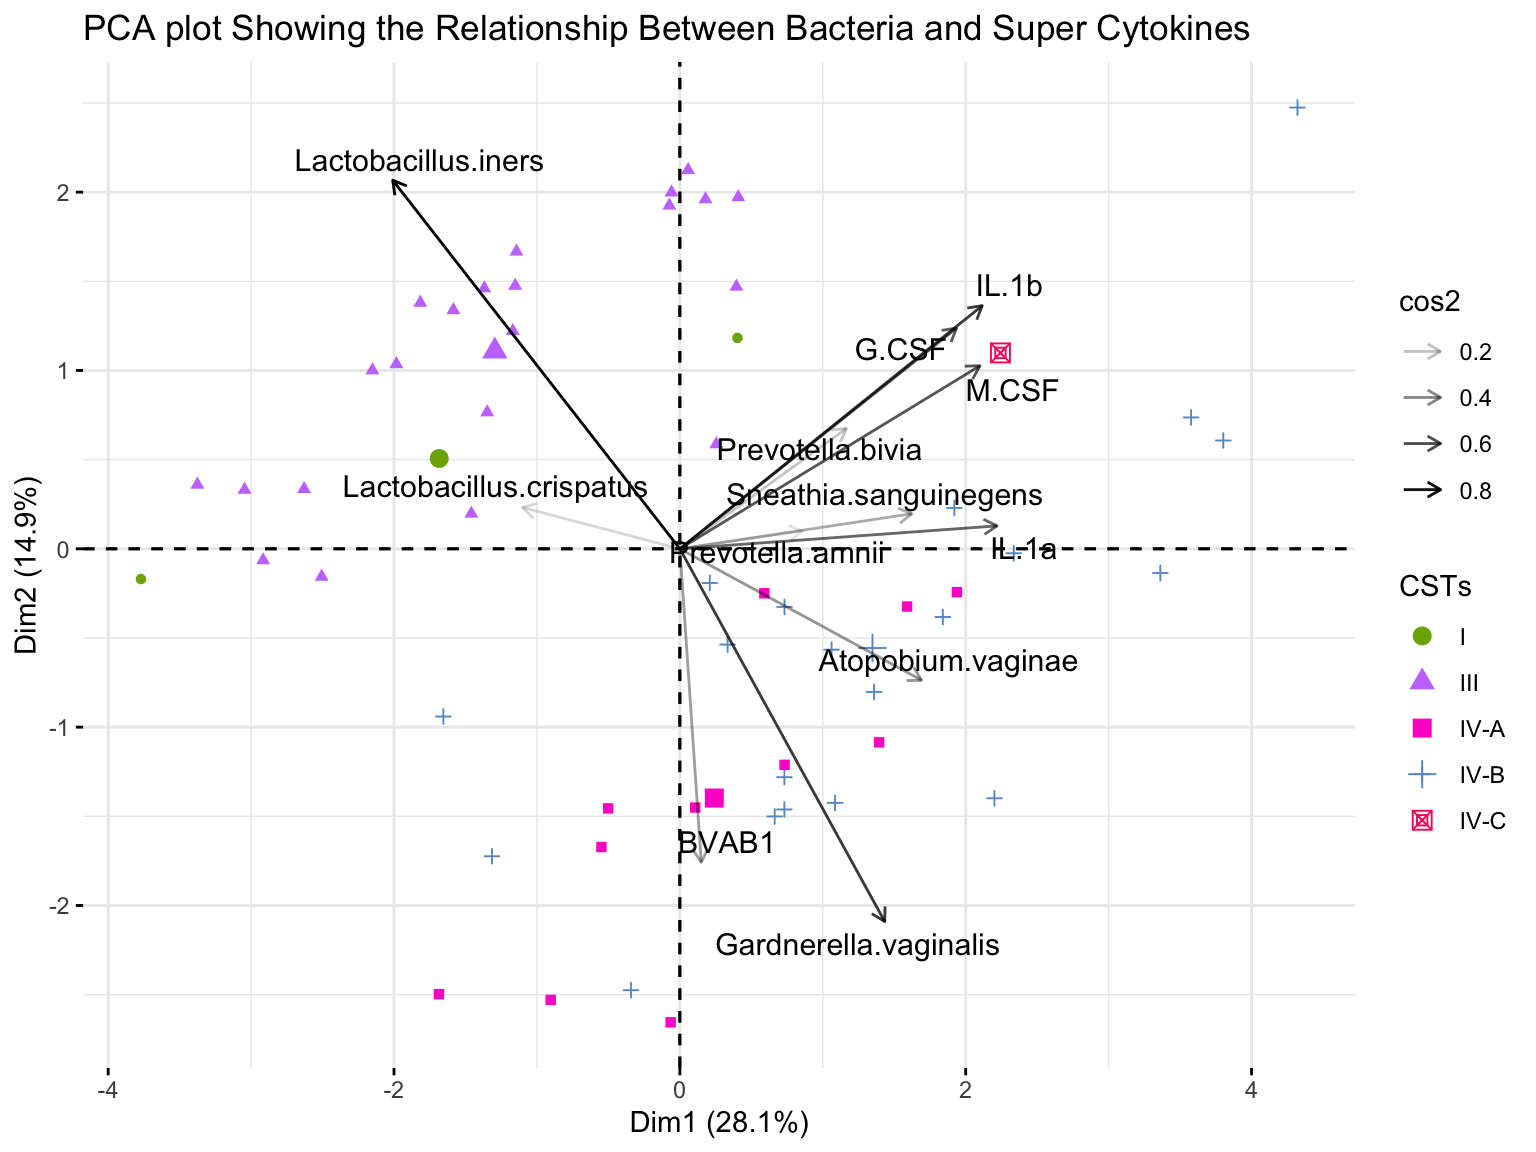 PCA plot Showing the Relationship Between Bacteria and Super Cytokines
Lactobacillus.iners
IL.1b
G.CSF
M.CSF
Prevotella.bivia
Lactobacillus.crispatus
Sneathia.sanguinegens
Prevotella.amnii
IL.1a
Atopobium.vaginae
BVAB1
Gardnerella.vaginalis
2
1
0
-1
-2
Dim2 (14.9%)
-4
-2
0
2
4
Dim1 (28.1%)
cos2
0.2
0.4
0.6
0.8
CSTs
I
III
IV-A
IV-B
IV-C